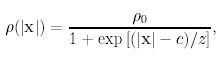 ρ(|x|) = ρ₀ / (1 + exp [(|x| − c)/z]),